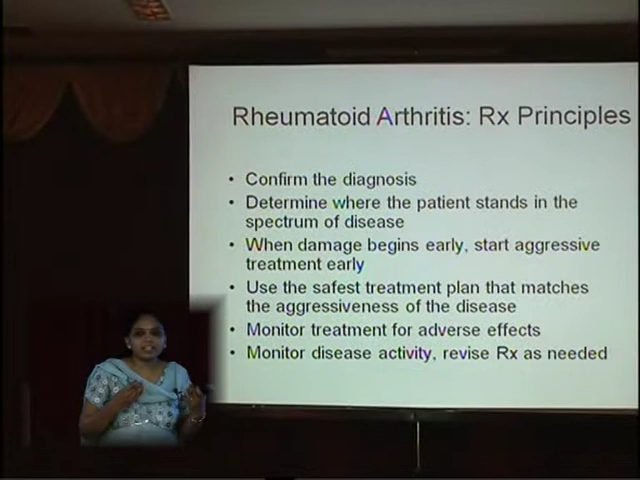 Rheumatoid Arthritis: Rx Principles
• Confirm the diagnosis
• Determine where the patient stands in the
spectrum of disease
• When damage begins early, start aggressive
treatment early
• Use the safest treatment plan that matches
the aggressiveness of the disease
• Monitor treatment for adverse effects
• Monitor disease activity, revise Rx as needed